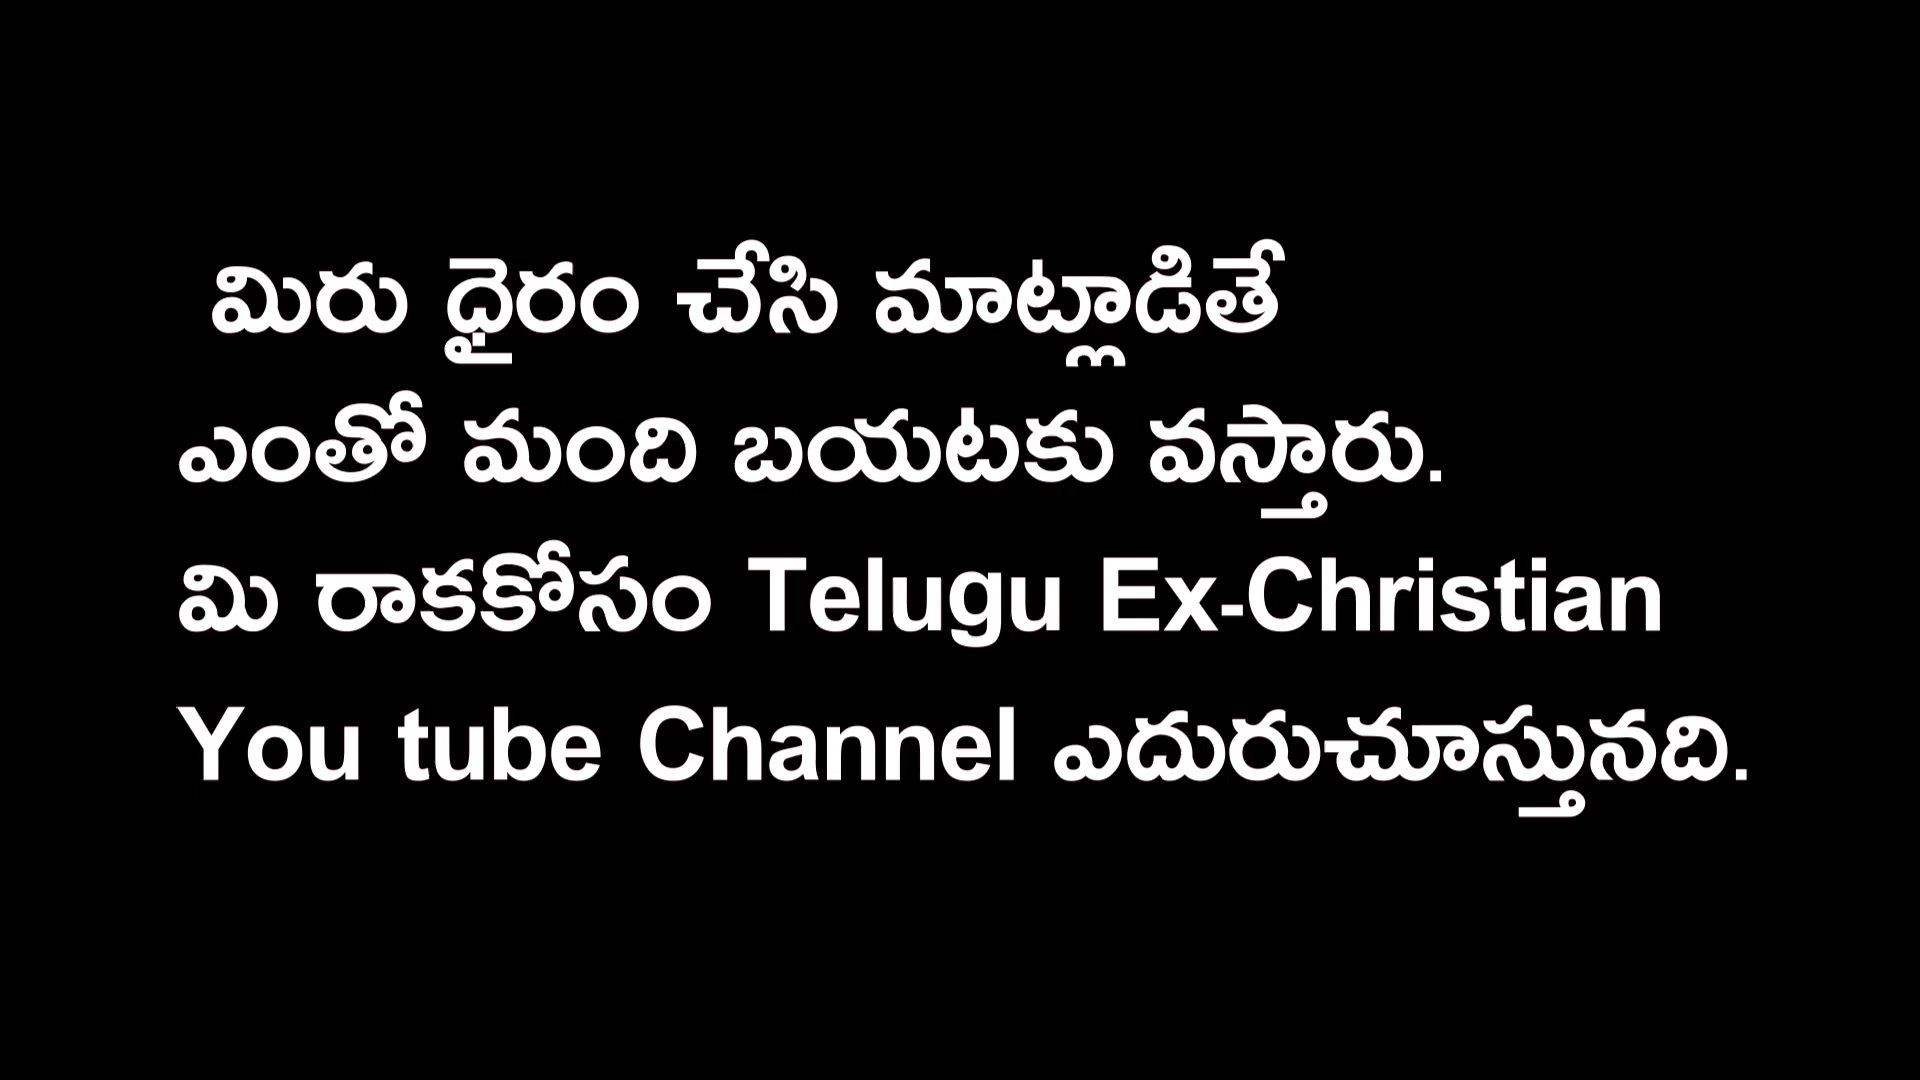 మిరు ధైరం చేసి మాట్లాడితే
ఎంతో మంది బయటకు వస్తారు.
మి రాకకోసం Telugu Ex-Christian
You tube Channel ఎదురుచూస్తునది.